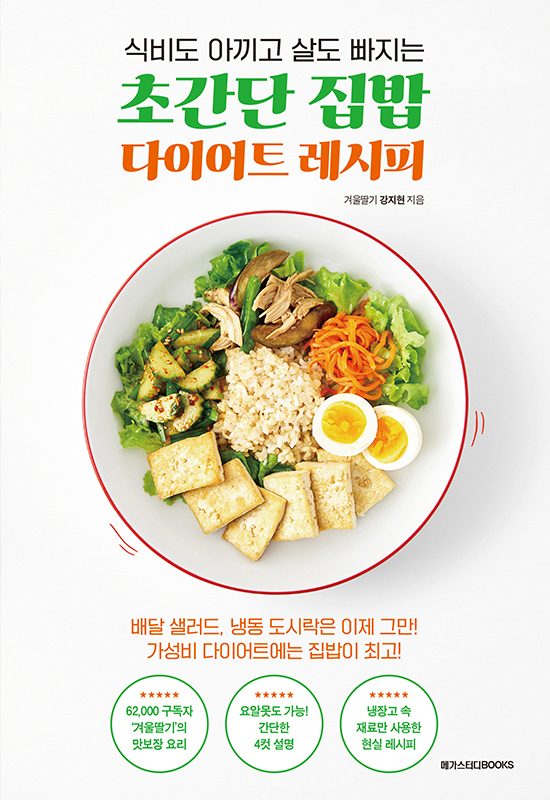 식비도 아끼고 살도 빠지는
초간단 집밥
다이어트 레시피
겨울딸기 강지현 지음
배달 샐러드, 냉동 도시락은 이제 그만!
가성비 다이어트에는 집밥이 최고!
★★★★★
62,000 구독자
‘겨울딸기’의
맛보장 요리
★★★★★
요알못도 가능!
간단한
4컷 설명
★★★★★
냉장고 속
재료만 사용한
현실 레시피
메가스터디BOOKS